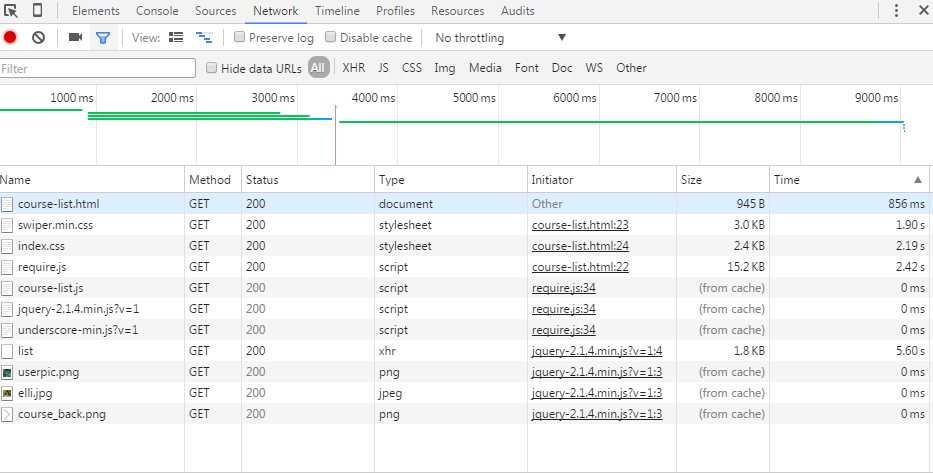 Elements Console Sources Network Timeline Profiles Resources Audits
View: Preserve log Disable cache No throttling
Filter Hide data URLs All XHR JS CSS Img Media Font Doc WS Other
1000 ms 2000 ms 3000 ms 4000 ms 5000 ms 6000 ms 7000 ms 8000 ms 9000 ms
Name Method Status Type Initiator Size Time
course-list.html GET 200 document Other 945 B 856 ms
swiper.min.css GET 200 stylesheet course-list.html:23 3.0 KB 1.90 s
index.css GET 200 stylesheet course-list.html:24 2.4 KB 2.19 s
require.js GET 200 script course-list.html:22 15.2 KB 2.42 s
course-list.js GET 200 script require.js:34 (from cache) 0 ms
jquery-2.1.4.min.js?v=1 GET 200 script require.js:34 (from cache) 0 ms
underscore-min.js?v=1 GET 200 script require.js:34 (from cache) 0 ms
list GET 200 xhr jquery-2.1.4.min.js?v=1:4 1.8 KB 5.60 s
userpic.png GET 200 png jquery-2.1.4.min.js?v=1:3 (from cache) 0 ms
elli.jpg GET 200 jpeg jquery-2.1.4.min.js?v=1:3 (from cache) 0 ms
course_back.png GET 200 png jquery-2.1.4.min.js?v=1:3 (from cache) 0 ms